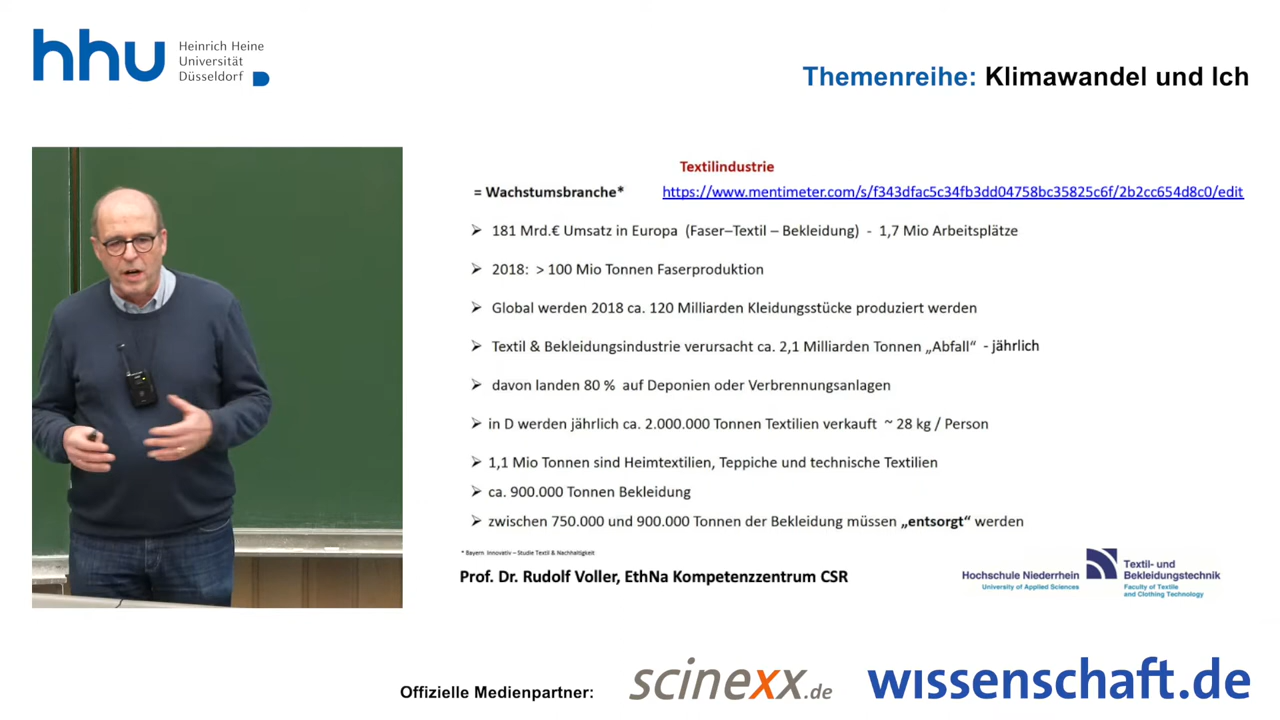 hhu Heinrich Heine
Universität
Düsseldorf
Themenreihe: Klimawandel und Ich
Textilindustrie
= Wachstumsbranche* https://www.mentimeter.com/s/f343dfac5c34fb3dd04758bc35825c6f/2b2cc654d8c0/edit
➢ 181 Mrd.€ Umsatz in Europa (Faser–Textil – Bekleidung) - 1,7 Mio Arbeitsplätze
➢ 2018: > 100 Mio Tonnen Faserproduktion
➢ Global werden 2018 ca. 120 Milliarden Kleidungsstücke produziert werden
➢ Textil & Bekleidungsindustrie verursacht ca. 2,1 Milliarden Tonnen „Abfall“ - jährlich
➢ davon landen 80 % auf Deponien oder Verbrennungsanlagen
➢ in D werden jährlich ca. 2.000.000 Tonnen Textilien verkauft ~ 28 kg / Person
➢ 1,1 Mio Tonnen sind Heimtextilien, Teppiche und technische Textilien
➢ ca. 900.000 Tonnen Bekleidung
➢ zwischen 750.000 und 900.000 Tonnen der Bekleidung müssen „entsorgt“ werden
* Bayern Innovativ – Studie Textil & Nachhaltigkeit
Prof. Dr. Rudolf Voller, EthNa Kompetenzzentrum CSR
Hochschule Niederrhein
University of Applied Sciences
Textil- und
Bekleidungstechnik
Faculty of Textile
and Clothing Technology
Offizielle Medienpartner: scinexx.de wissenschaft.de